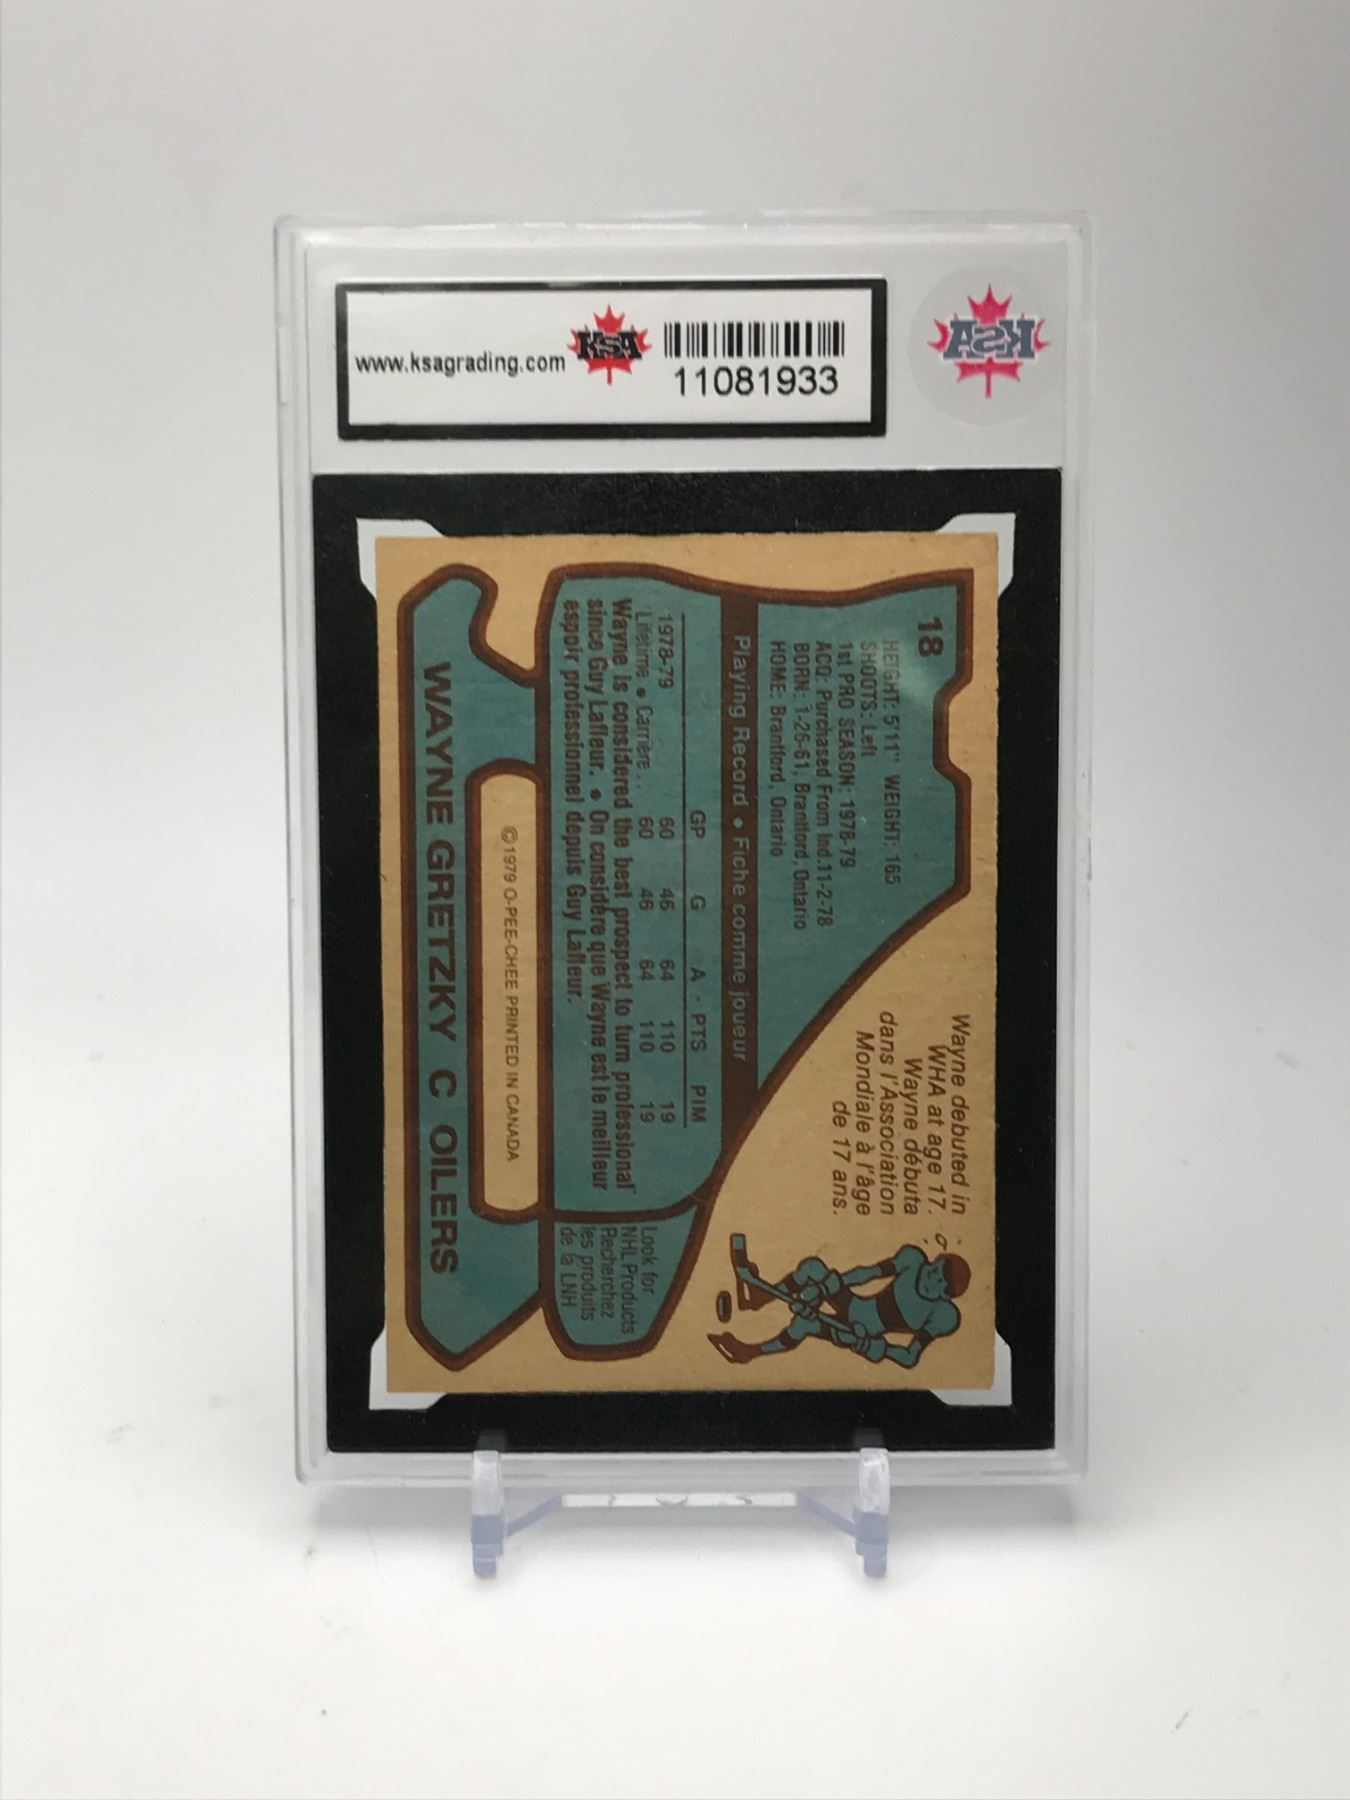 www.ksagrading.com
KSA
11081933
KSA
18
HEIGHT: 5'11" WEIGHT: 165
SHOOTS: Left
1st PRO SEASON: 1978-79
ACQ: Purchased From Ind. 11-2-78
BORN: 1-26-61, Brantford, Ontario
HOME: Brantford, Ontario
Wayne debuted in
WHA at age 17.
Wayne débuta
dans l'Association
Mondiale à l'âge
de 17 ans.
Playing Record • Fiche comme joueur
GP G A - PTS PIM
1978-79 60 46 64 110 19
Lifetime • Carrière .. 60 46 64 110 19
Wayne is considered the best prospect to turn professional
since Guy Lafleur. • On considère que Wayne est le meilleur
espoir professionnel depuis Guy Lafleur.
Look for
NHL Products
Recherchez
les produits
de la LNH
©1979 O-PEE-CHEE PRINTED IN CANADA
WAYNE GRETZKY C OILERS